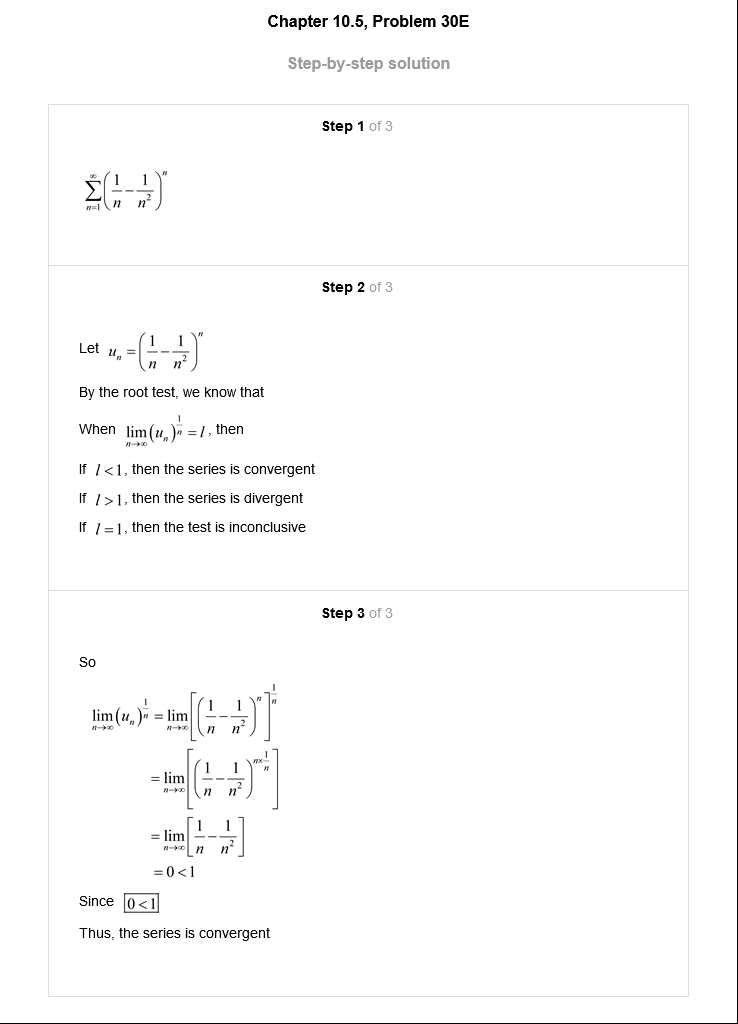 Chapter 10.5, Problem 30E
Step-by-step solution
Step 1 of 3
$\sum_{n=1}^{\infty}\left(\frac{1}{n}-\frac{1}{n^2}\right)^n$
Step 2 of 3
Let $u_n=\left(\frac{1}{n}-\frac{1}{n^2}\right)^n$
By the root test, we know that
When $\lim_{n\to\infty}(u_n)^{\frac{1}{n}}=l$, then
If $l<1$, then the series is convergent
If $l>1$, then the series is divergent
If $l=1$, then the test is inconclusive
Step 3 of 3
So
$\lim_{n\to\infty}(u_n)^{\frac{1}{n}}=\lim_{n\to\infty}\left[\left(\frac{1}{n}-\frac{1}{n^2}\right)^n\right]^{\frac{1}{n}}$
$=\lim_{n\to\infty}\left[\left(\frac{1}{n}-\frac{1}{n^2}\right)^{n\times\frac{1}{n}}\right]$
$=\lim_{n\to\infty}\left[\frac{1}{n}-\frac{1}{n^2}\right]$
$=0<1$
Since $\boxed{0<1}$
Thus, the series is convergent